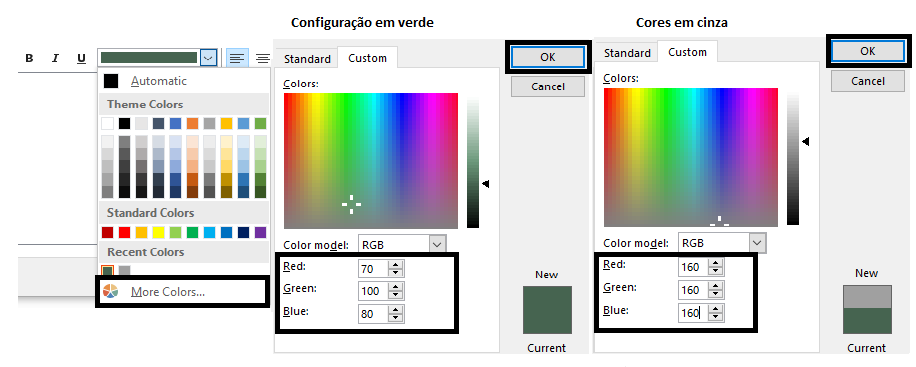 Configuração em verde
Cores em cinza
B I U
Automatic
Theme Colors
Standard Colors
Recent Colors
More Colors...
Standard Custom
OK
Cancel
Colors:
Color model: RGB
Red: 70
Green: 100
Blue: 80
New
Current
Standard Custom
OK
Cancel
Colors:
Color model: RGB
Red: 160
Green: 160
Blue: 160
New
Current